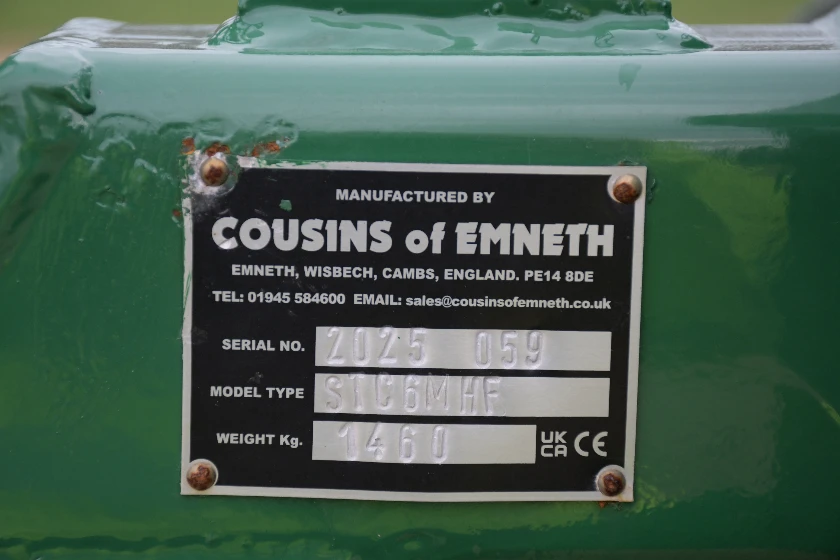 MANUFACTURED BY
COUSINS of EMNETH
EMNETH, WISBECH, CAMBS, ENGLAND. PE14 8DE
TEL: 01945 584600 EMAIL: sales@cousinsofemneth.co.uk
SERIAL NO. 2025 059
MODEL TYPE STC6MHF
WEIGHT Kg. 1460 UK CA CE